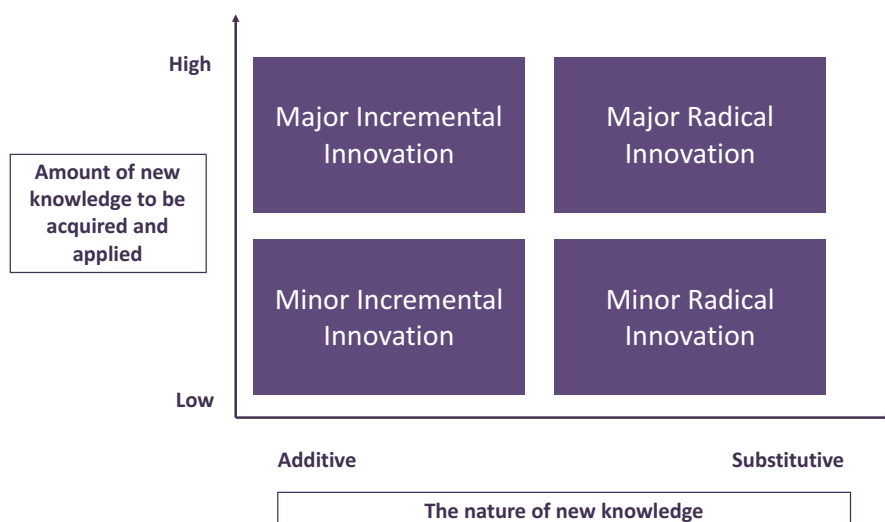 High
Major Incremental
Innovation
Major Radical
Innovation
Amount of new
knowledge to be
acquired and
applied
Minor Incremental
Innovation
Minor Radical
Innovation
Low
Additive
Substitutive
The nature of new knowledge